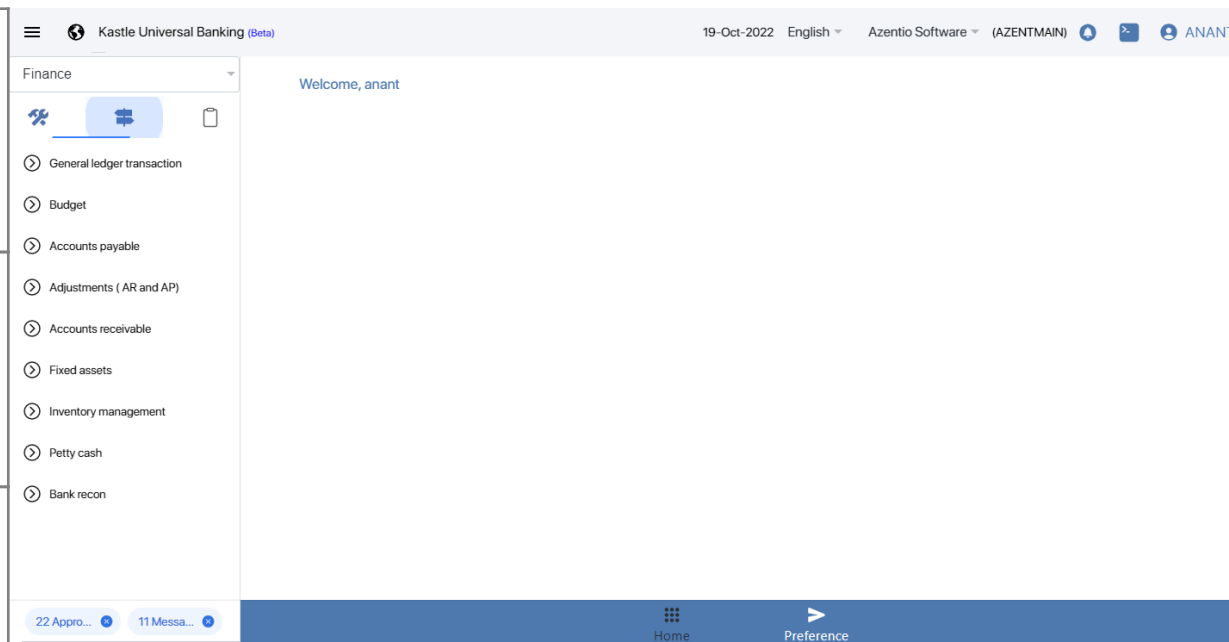 Kastle Universal Banking (Beta) 19-Oct-2022 English Azentio Software (AZENTMAIN) ANANT
Finance
Welcome, anant
General ledger transaction
Budget
Accounts payable
Adjustments ( AR and AP)
Accounts receivable
Fixed assets
Inventory management
Petty cash
Bank recon
22 Appro... 11 Messa...
Home Preference